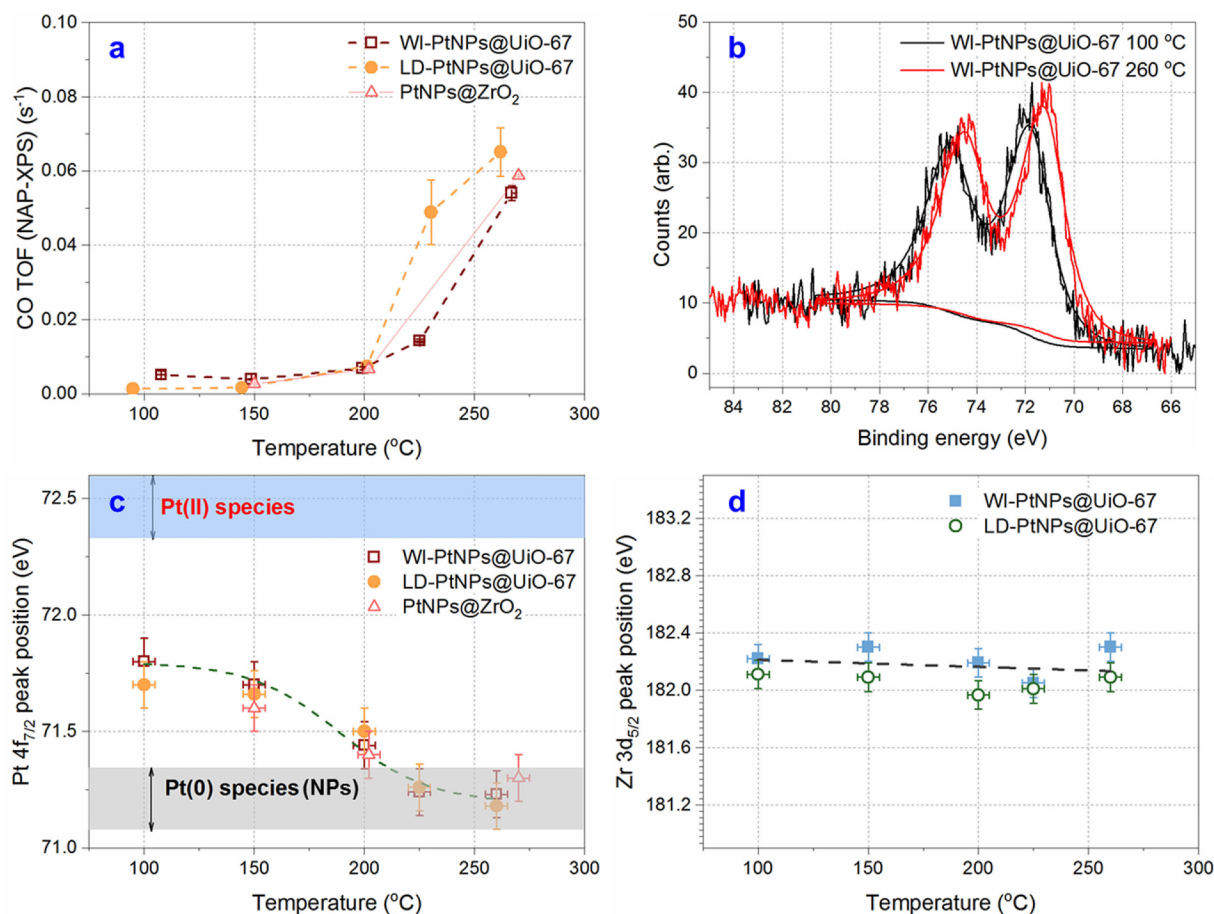 a
WI-PtNPs@UiO-67
LD-PtNPs@UiO-67
PtNPs@ZrO₂
CO TOF (NAP-XPS) (s⁻¹)
0.10
0.08
0.06
0.04
0.02
0.00
100 150 200 250 300
Temperature (°C)
b
WI-PtNPs@UiO-67 100 °C
WI-PtNPs@UiO-67 260 °C
Counts (arb.)
50
40
30
20
10
0
84 82 80 78 76 74 72 70 68 66
Binding energy (eV)
c
Pt(II) species
WI-PtNPs@UiO-67
LD-PtNPs@UiO-67
PtNPs@ZrO₂
Pt(0) species (NPs)
Pt 4f₇/₂ peak position (eV)
72.5
72.0
71.5
71.0
100 150 200 250 300
Temperature (°C)
d
WI-PtNPs@UiO-67
LD-PtNPs@UiO-67
Zr 3d₅/₂ peak position (eV)
183.2
182.8
182.4
182.0
181.6
181.2
100 150 200 250 300
Temperature (°C)